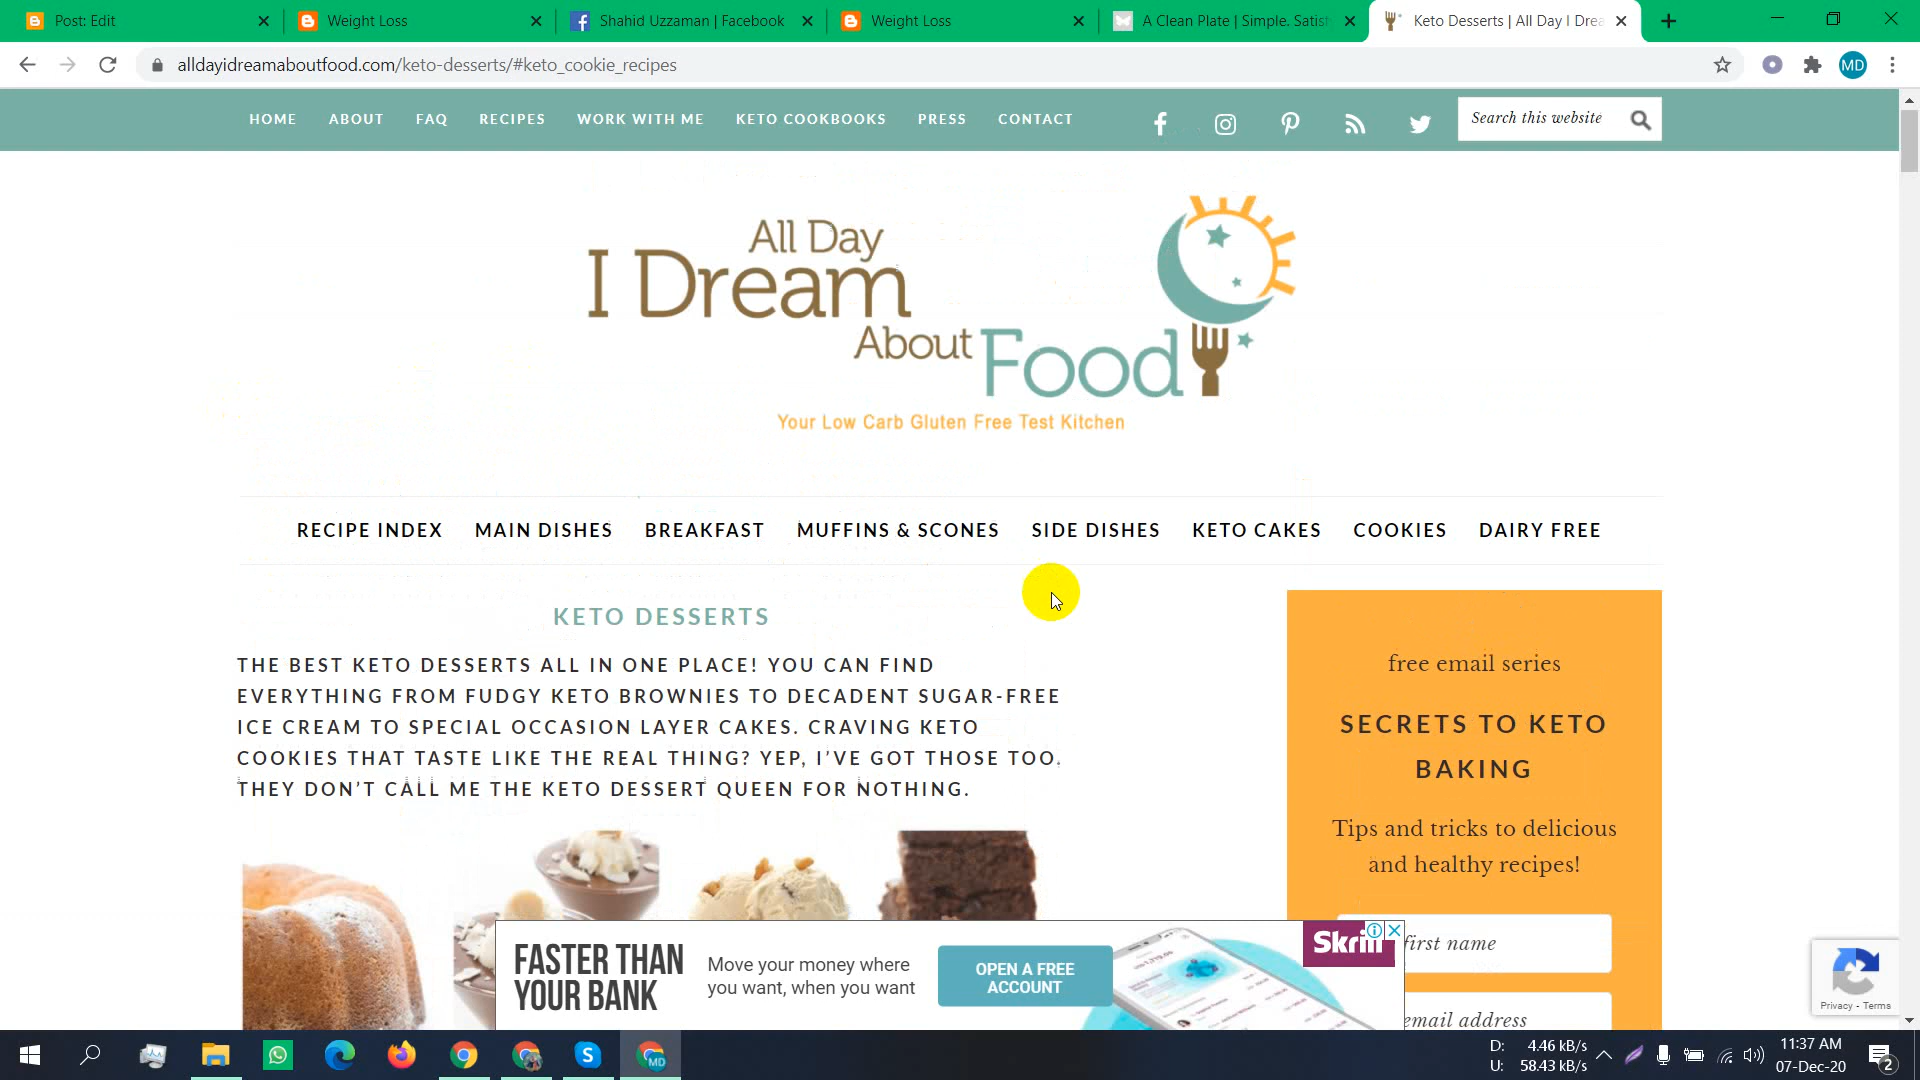 Post: Edit
Weight Loss
Shahid Uzzaman | Facebook
Weight Loss
A Clean Plate | Simple. Satis
Keto Desserts | All Day I Drea
alldayidreamaboutfood.com/keto-desserts/#keto_cookie_recipes
MD
HOME ABOUT FAQ RECIPES WORK WITH ME KETO COOKBOOKS PRESS CONTACT
Search this website
All Day
I Dream
About Food
Your Low Carb Gluten Free Test Kitchen
RECIPE INDEX MAIN DISHES BREAKFAST MUFFINS & SCONES SIDE DISHES KETO CAKES COOKIES DAIRY FREE
KETO DESSERTS
THE BEST KETO DESSERTS ALL IN ONE PLACE! YOU CAN FIND
EVERYTHING FROM FUDGY KETO BROWNIES TO DECADENT SUGAR-FREE
ICE CREAM TO SPECIAL OCCASION LAYER CAKES. CRAVING KETO
COOKIES THAT TASTE LIKE THE REAL THING? YEP, I'VE GOT THOSE TOO.
THEY DON'T CALL ME THE KETO DESSERT QUEEN FOR NOTHING.
free email series
SECRETS TO KETO
BAKING
Tips and tricks to delicious
and healthy recipes!
first name
email address
FASTER THAN
YOUR BANK
Move your money where
you want, when you want
OPEN A FREE
ACCOUNT
Skrill
Privacy - Terms
MD
D: 4.46 kB/s
U: 58.43 kB/s
11:37 AM
07-Dec-20
2